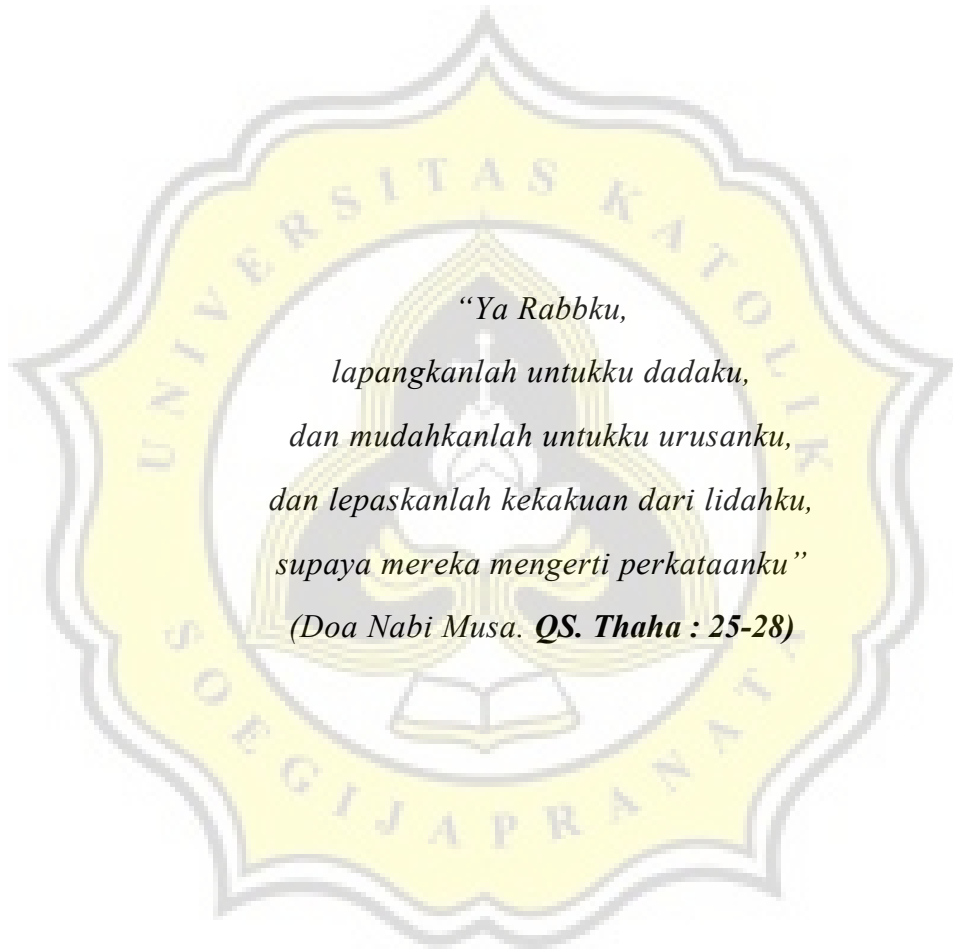 UNIVERSITAS KATOLIK
“Ya Rabbku,
lapangkanlah untukku dadaku,
dan mudahkanlah untukku urusanku,
dan lepaskanlah kekakuan dari lidahku,
supaya mereka mengerti perkataanku”
(Doa Nabi Musa. QS. Thaha : 25-28)
SOEGIJAPRANATA